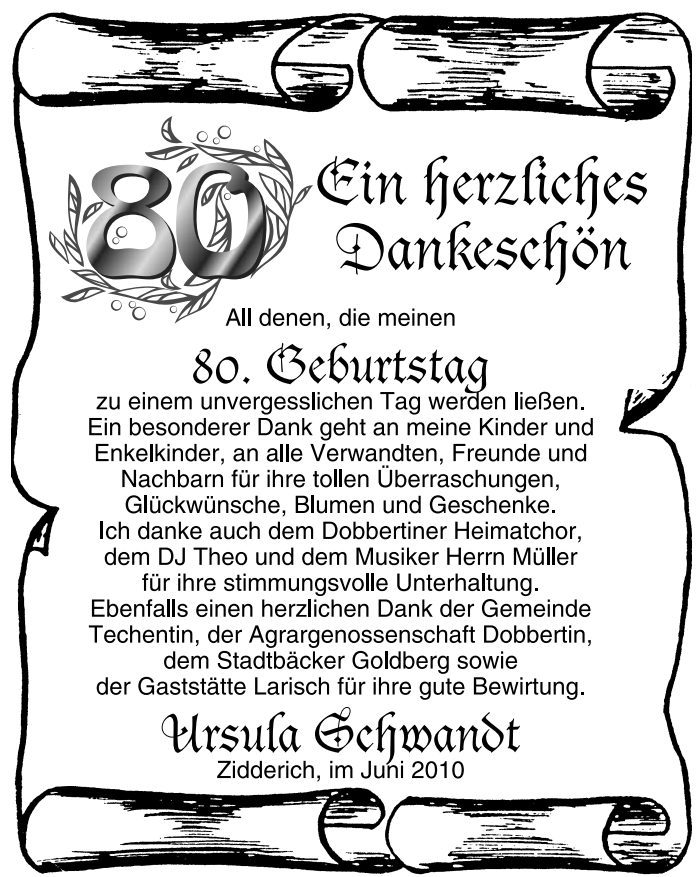 80
Ein herzliches
Dankeschön
All denen, die meinen
80. Geburtstag
zu einem unvergesslichen Tag werden ließen.
Ein besonderer Dank geht an meine Kinder und
Enkelkinder, an alle Verwandten, Freunde und
Nachbarn für ihre tollen Überraschungen,
Glückwünsche, Blumen und Geschenke.
Ich danke auch dem Dobbertiner Heimatchor,
dem DJ Theo und dem Musiker Herrn Müller
für ihre stimmungsvolle Unterhaltung.
Ebenfalls einen herzlichen Dank der Gemeinde
Techentin, der Agrargenossenschaft Dobbertin,
dem Stadtbäcker Goldberg sowie
der Gaststätte Larisch für ihre gute Bewirtung.
Ursula Schwandt
Zidderich, im Juni 2010